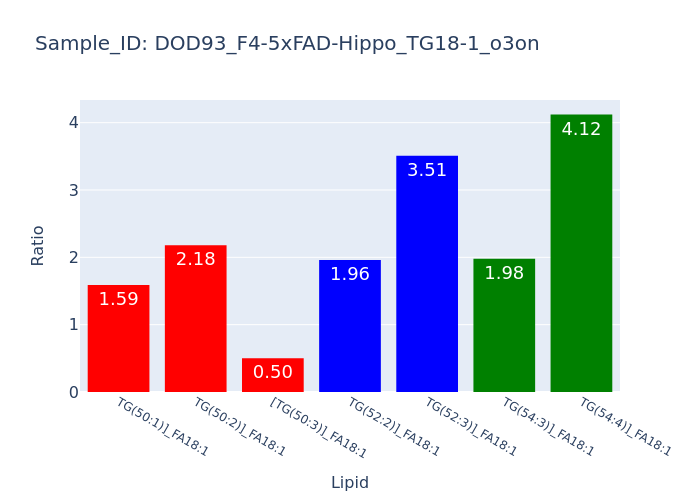 Sample_ID: DOD93_F4-5xFAD-Hippo_TG18-1_o3on
Ratio
4
3
2
1
0
1.59
2.18
0.50
1.96
3.51
1.98
4.12
TG(50:1)]_FA18:1
TG(50:2)]_FA18:1
[TG(50:3)]_FA18:1
TG(52:2)]_FA18:1
TG(52:3)]_FA18:1
TG(54:3)]_FA18:1
TG(54:4)]_FA18:1
Lipid